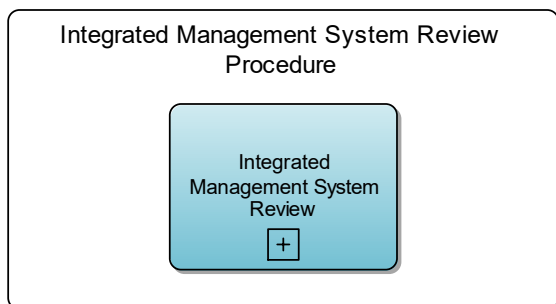 Integrated Management System Review
Procedure
Integrated
Management System
Review
+